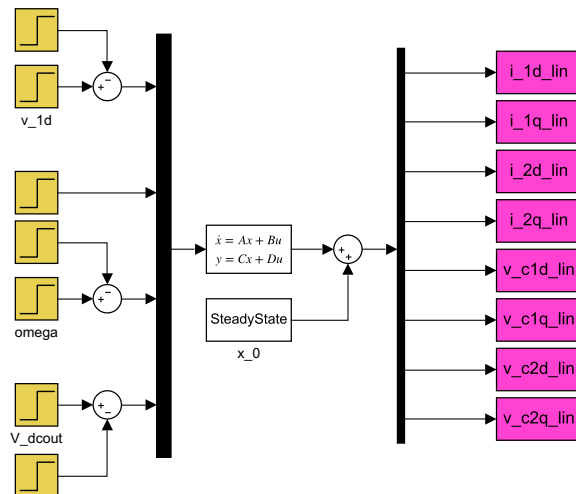 v_1d
omega
V_dcout
ẋ = Ax + Bu
y = Cx + Du
SteadyState
x_0
i_1d_lin
i_1q_lin
i_2d_lin
i_2q_lin
v_c1d_lin
v_c1q_lin
v_c2d_lin
v_c2q_lin